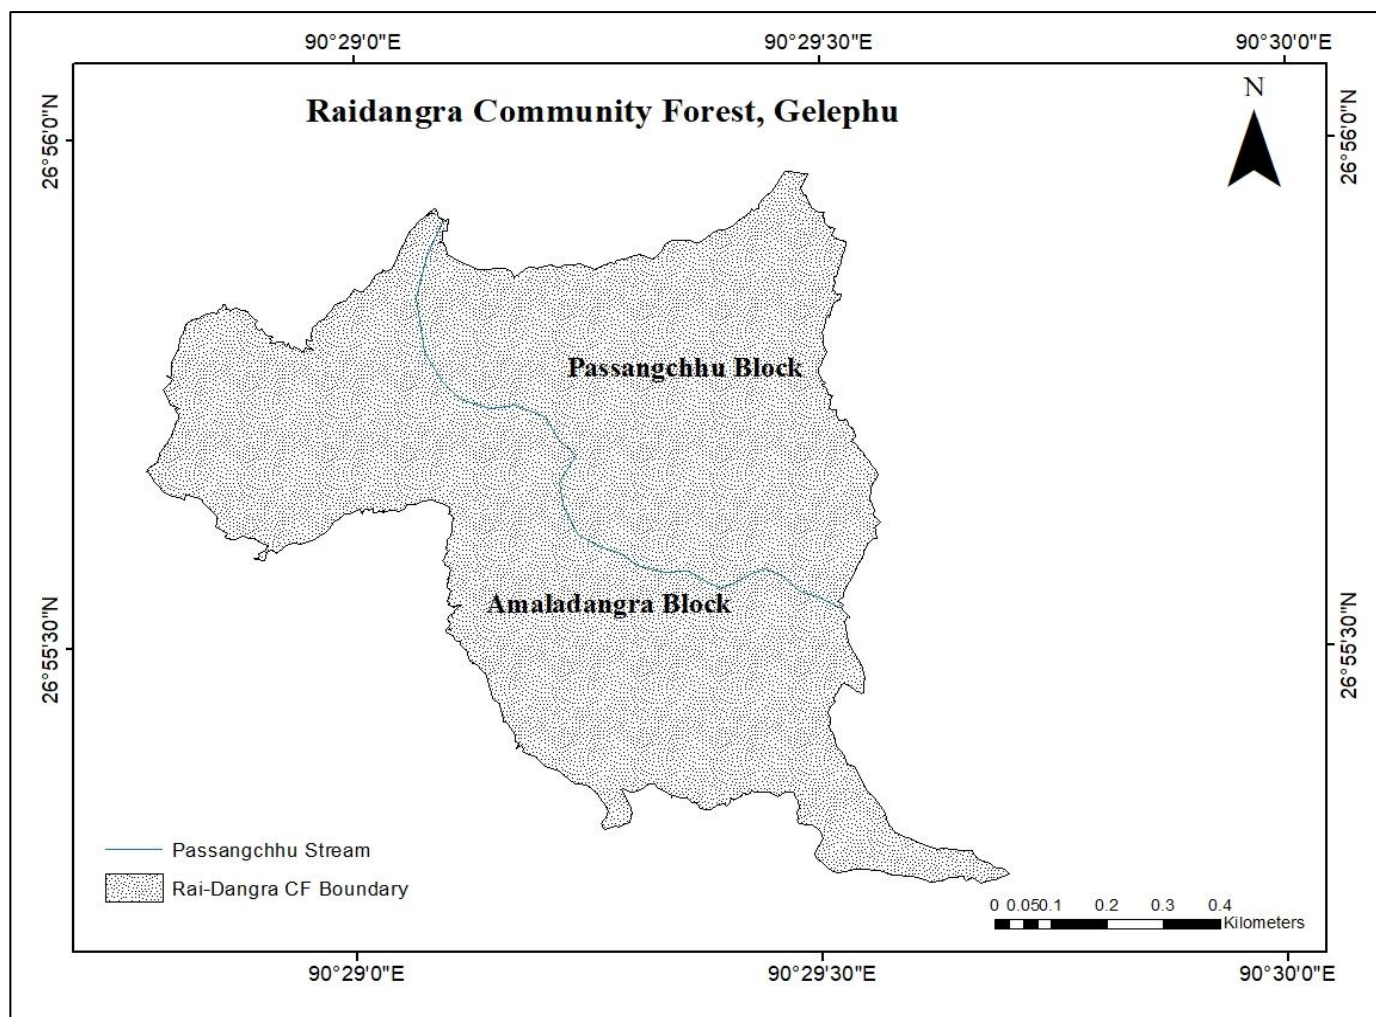 90°29'0"E 90°29'30"E 90°30'0"E
Raidangra Community Forest, Gelephu
N
26°56'0"N
26°56'0"N
Passangchhu Block
Amaladangra Block
26°55'30"N
26°55'30"N
Passangchhu Stream
Rai-Dangra CF Boundary
0 0.05 0.1 0.2 0.3 0.4
Kilometers
90°29'0"E 90°29'30"E 90°30'0"E